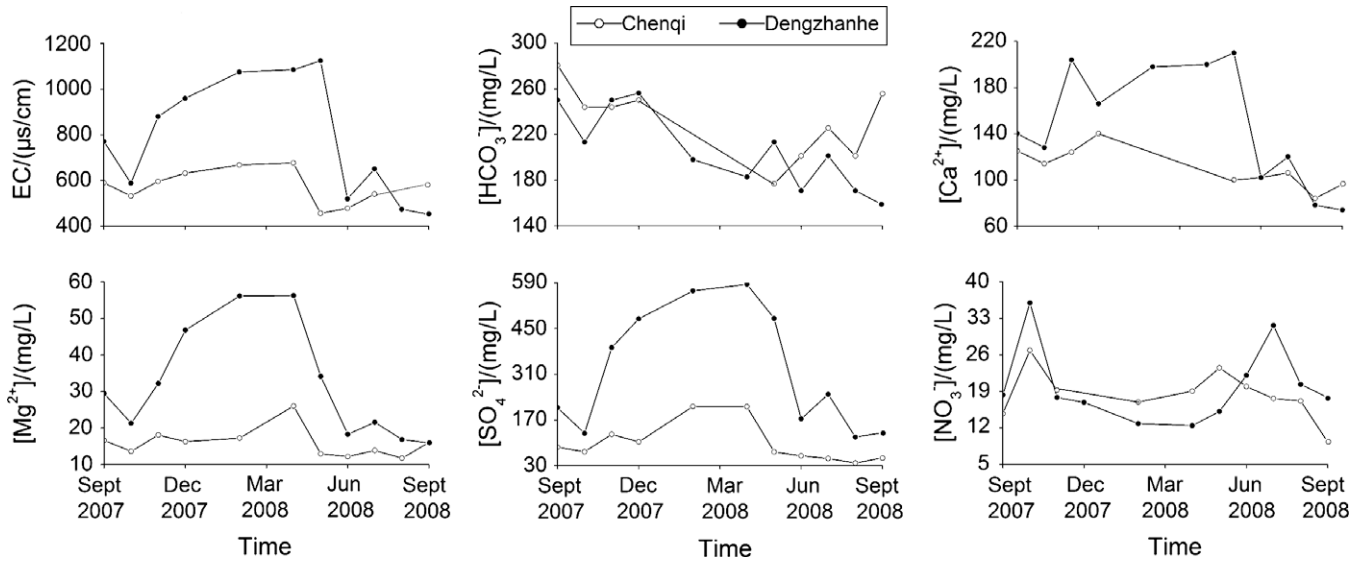 Chenqi Dengzhanhe
EC/(μs/cm)
1200
1000
800
600
400
[HCO₃⁻]/(mg/L)
300
260
220
180
140
[Ca²⁺]/(mg/L)
220
180
140
100
60
[Mg²⁺]/(mg/L)
60
50
40
30
20
10
Sept 2007
Dec 2007
Mar 2008
Jun 2008
Sept 2008
Time
[SO₄²⁻]/(mg/L)
590
450
310
170
30
Sept 2007
Dec 2007
Mar 2008
Jun 2008
Sept 2008
Time
[NO₃⁻]/(mg/L)
40
33
26
19
12
5
Sept 2007
Dec 2007
Mar 2008
Jun 2008
Sept 2008
Time